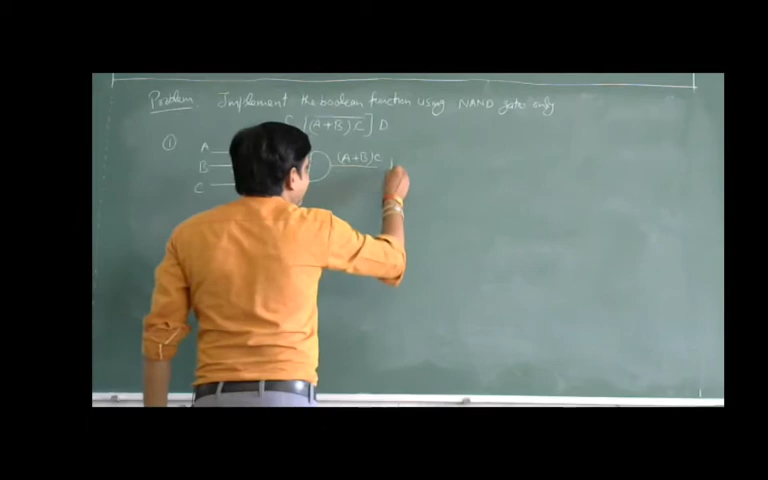 Problem. Implement the boolean function using NAND gates only
[(A+B)C] D
① A
B
C
(A+B)C